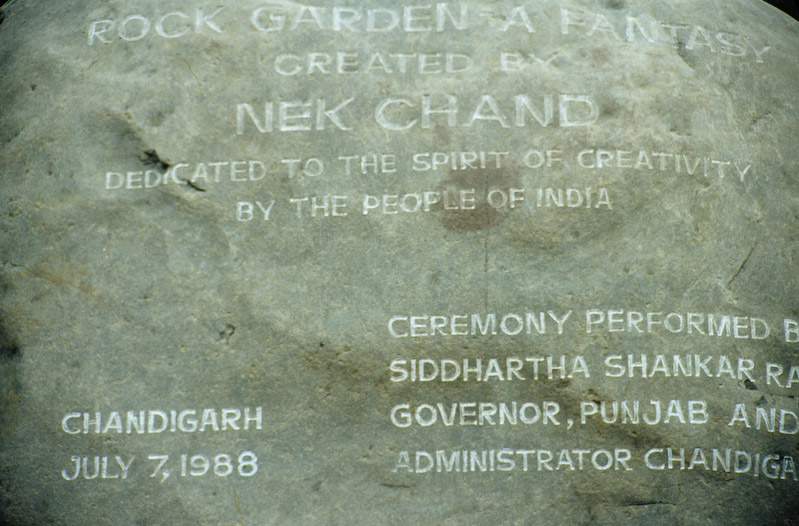 ROCK GARDEN-A FANTASY
CREATED BY
NEK CHAND
DEDICATED TO THE SPIRIT OF CREATIVITY
BY THE PEOPLE OF INDIA
CEREMONY PERFORMED B
SIDDHARTHA SHANKAR RA
GOVERNOR, PUNJAB AND
ADMINISTRATOR CHANDIGA
CHANDIGARH
JULY 7, 1988